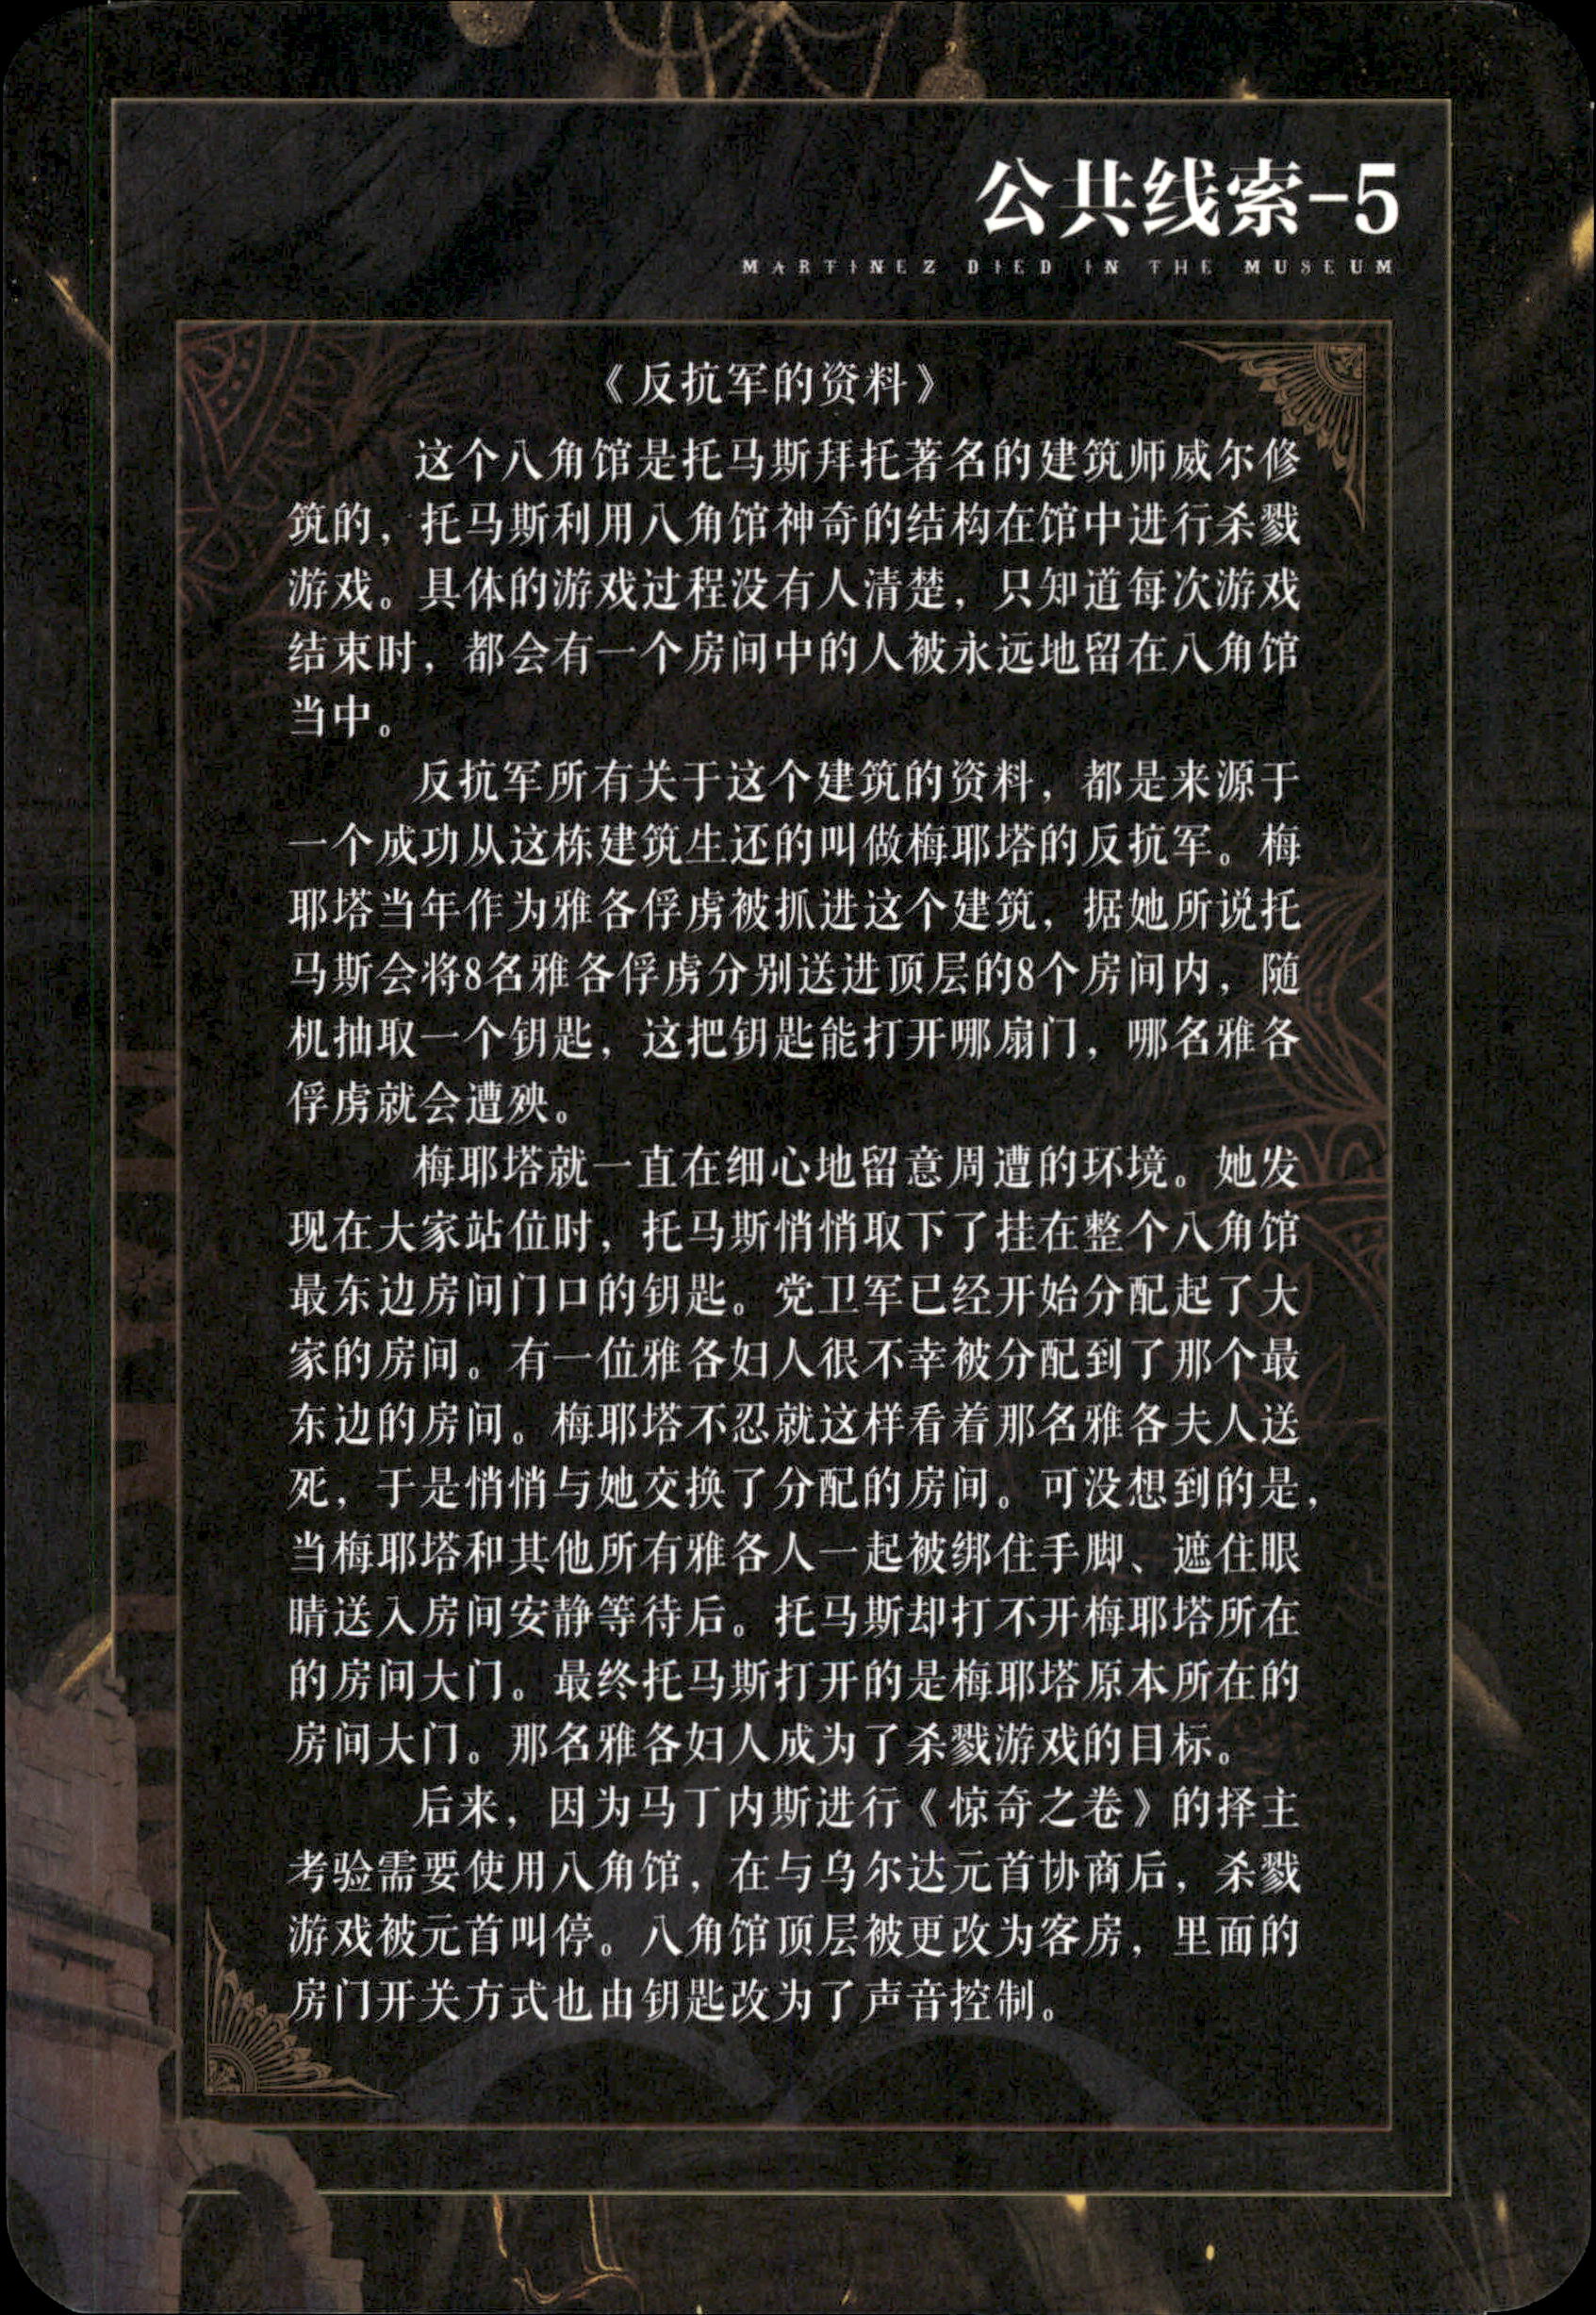 公共线索-5
MARTINEZ DIED IN THE MUSEUM
《反抗军的资料》
这个八角馆是托马斯拜托著名的建筑师威尔修
筑的，托马斯利用八角馆神奇的结构在馆中进行杀戮
游戏。具体的游戏过程没有人清楚，只知道每次游戏
结束时，都会有一个房间中的人被永远地留在八角馆
当中。
反抗军所有关于这个建筑的资料，都是来源于
一个成功从这栋建筑生还的叫做梅耶塔的反抗军。梅
耶塔当年作为雅各俘虏被抓进这个建筑，据她所说托
马斯会将8名雅各俘虏分别送进顶层的8个房间内，随
机抽取一个钥匙，这把钥匙能打开哪扇门，哪名雅各
俘虏就会遭殃。
梅耶塔就一直在细心地留意周遭的环境。她发
现在大家站位时，托马斯悄悄取下了挂在整个八角馆
最东边房间门口的钥匙。党卫军已经开始分配起了大
家的房间。有一位雅各妇人很不幸被分配到了那个最
东边的房间。梅耶塔不忍就这样看着那名雅各夫人送
死，于是悄悄与她交换了分配的房间。可没想到的是，
当梅耶塔和其他所有雅各人一起被绑住手脚、遮住眼
睛送入房间安静等待后。托马斯却打不开梅耶塔所在
的房间大门。最终托马斯打开的是梅耶塔原本所在的
房间大门。那名雅各妇人成为了杀戮游戏的目标。
后来，因为马丁内斯进行《惊奇之卷》的择主
考验需要使用八角馆，在与乌尔达元首协商后，杀戮
游戏被元首叫停。八角馆顶层被更改为客房，里面的
房门开关方式也由钥匙改为了声音控制。